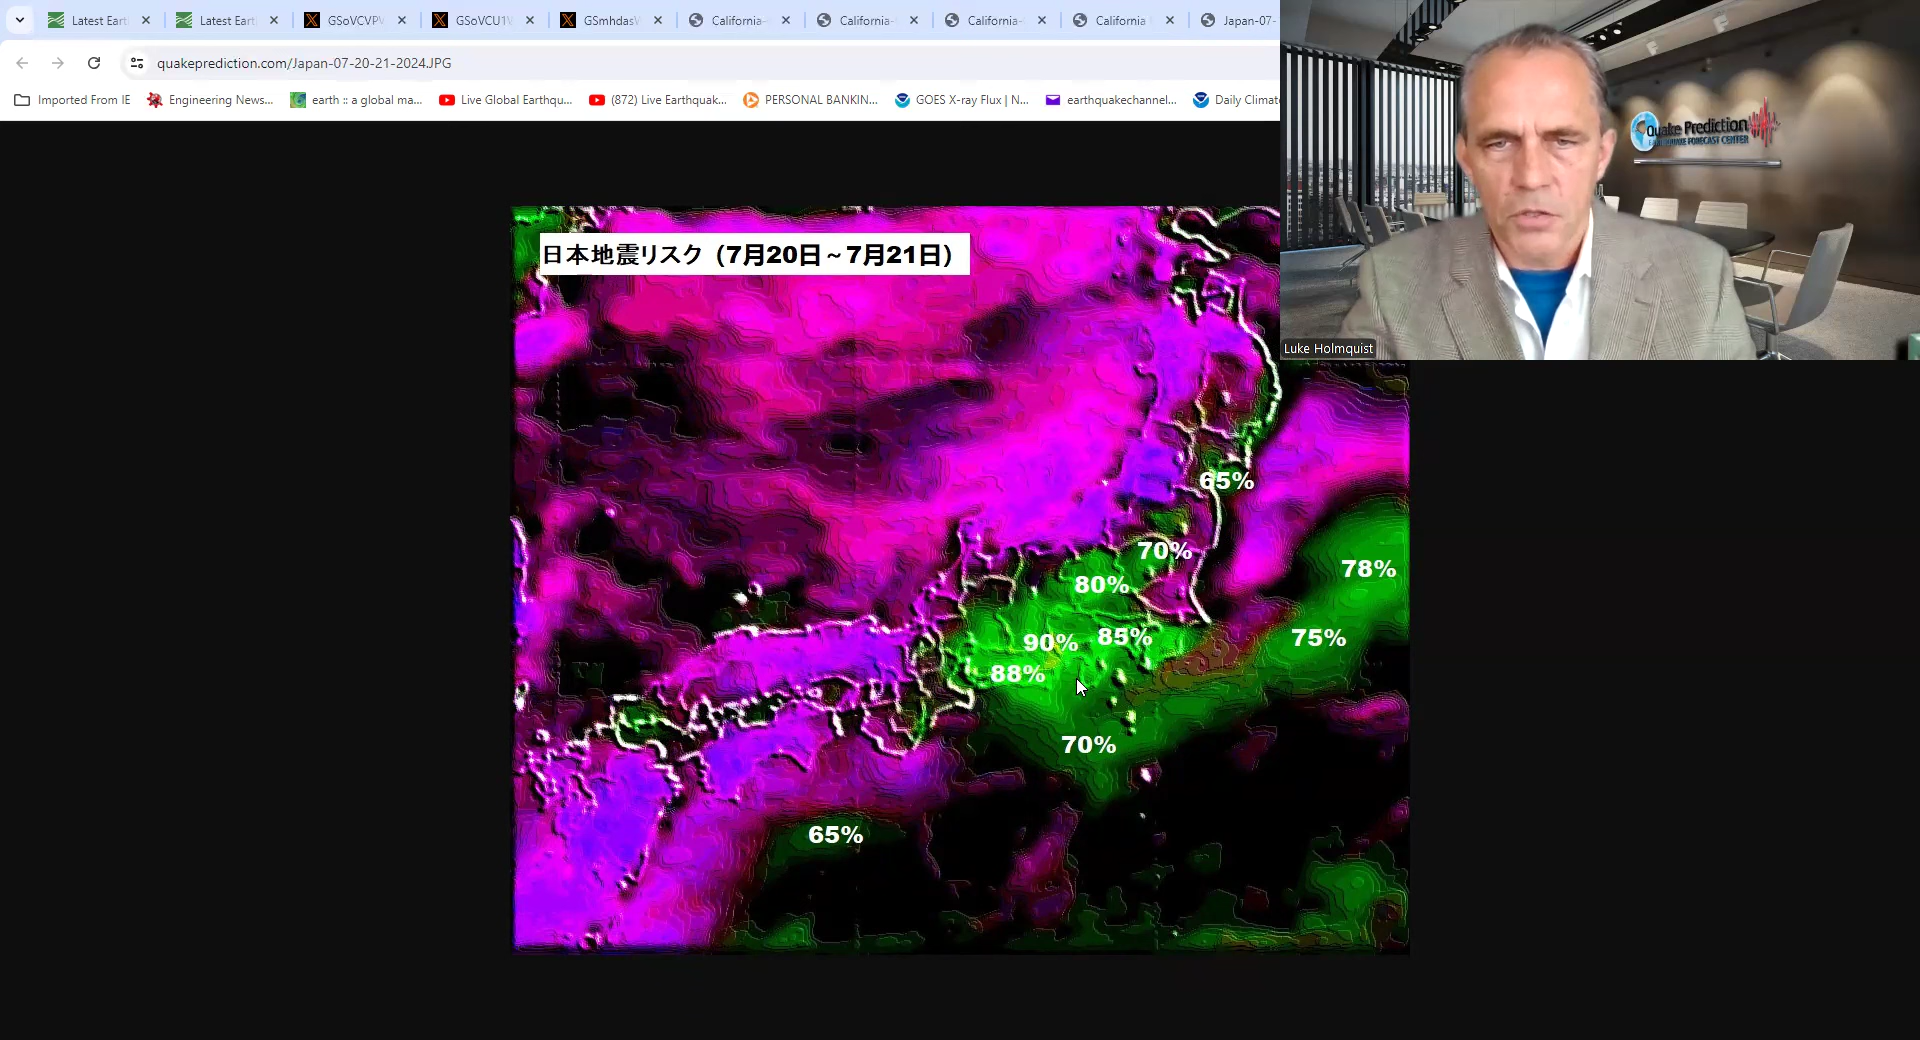 Latest Eart
Latest Eart
GSoVCVPV
GSoVCU1V
GSmhdasV
California-
California-
California-
California
Japan-07-
quakeprediction.com/Japan-07-20-21-2024.JPG
Imported From IE
Engineering News...
earth :: a global ma...
Live Global Earthqu...
(872) Live Earthquak...
PERSONAL BANKIN...
GOES X-ray Flux | N...
earthquakechannel...
Daily Climat
Quake Prediction
EARTHQUAKE FORECAST CENTER
日本地震リスク (7月20日～7月21日)
Luke Holmquist
65%
70%
78%
80%
90%
85%
75%
88%
70%
65%